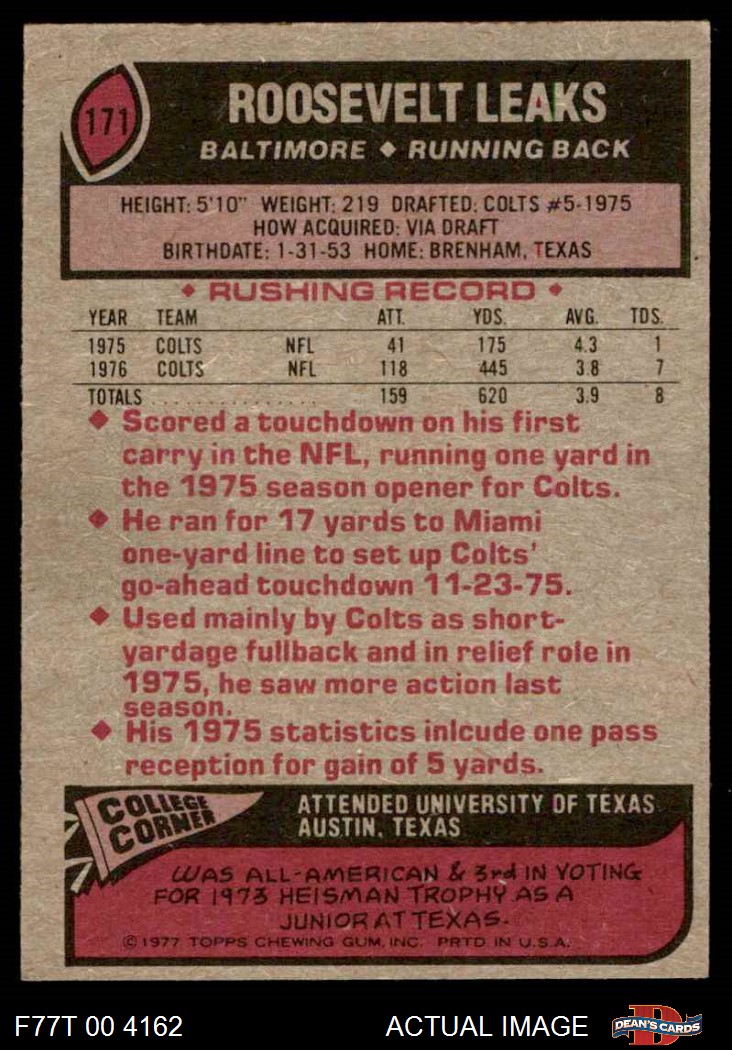 171
ROOSEVELT LEAKS
BALTIMORE ◆ RUNNING BACK
HEIGHT: 5'10" WEIGHT: 219 DRAFTED: COLTS #5-1975
HOW ACQUIRED: VIA DRAFT
BIRTHDATE: 1-31-53 HOME: BRENHAM, TEXAS
◆ RUSHING RECORD ◆
YEAR TEAM ATT. YDS. AVG. TDS.
1975 COLTS NFL 41 175 4.3 1
1976 COLTS NFL 118 445 3.8 7
TOTALS . . . . . . . . . . . . . 159 620 3.9 8
◆ Scored a touchdown on his first
carry in the NFL, running one yard in
the 1975 season opener for Colts.
◆ He ran for 17 yards to Miami
one-yard line to set up Colts'
go-ahead touchdown 11-23-75.
◆ Used mainly by Colts as short-
yardage fullback and in relief role in
1975, he saw more action last
season.
◆ His 1975 statistics inlcude one pass
reception for gain of 5 yards.
COLLEGE
CORNER
ATTENDED UNIVERSITY OF TEXAS
AUSTIN, TEXAS
WAS ALL-AMERICAN & 3rd IN VOTING
FOR 1973 HEISMAN TROPHY AS A
JUNIOR AT TEXAS.
© 1977 TOPPS CHEWING GUM, INC. PRTD IN U.S.A.
F77T 00 4162 ACTUAL IMAGE
D
DEAN'S CARDS